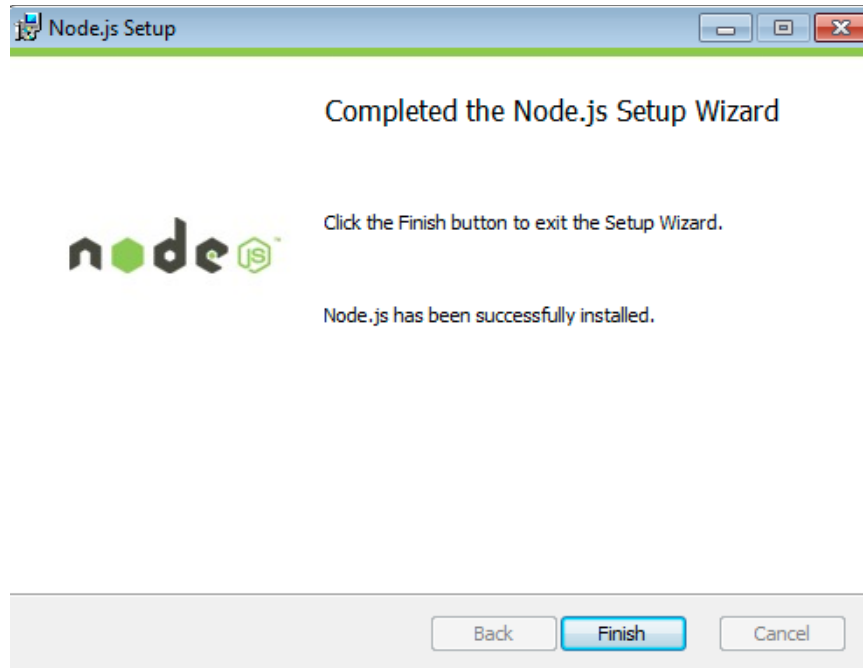 Node.js Setup
Completed the Node.js Setup Wizard
Click the Finish button to exit the Setup Wizard.
node JS™
Node.js has been successfully installed.
Back Finish Cancel